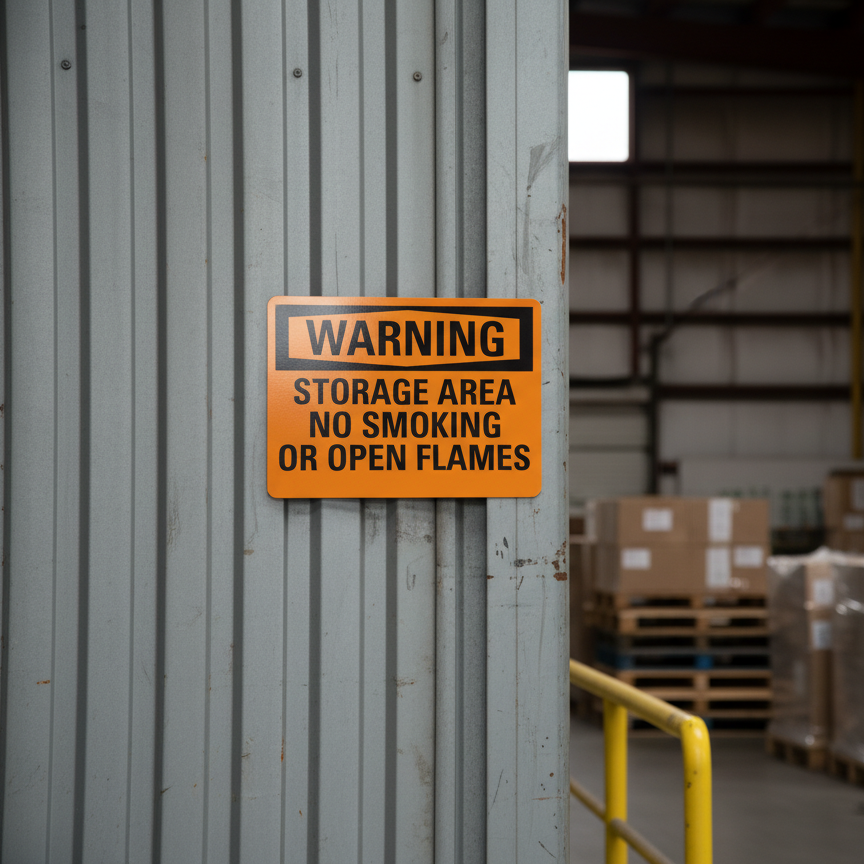 WARNING
STORAGE AREA
NO SMOKING
OR OPEN FLAMES